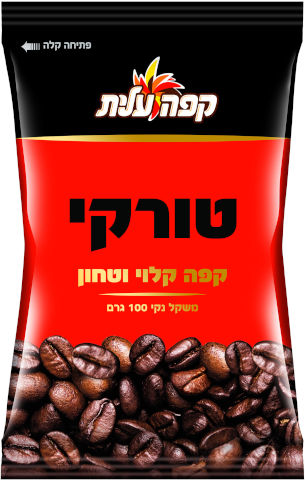 פתיחה קלה
קפה עלית
טורקי
קפה קלוי וטחון
משקל נקי 100 גרם